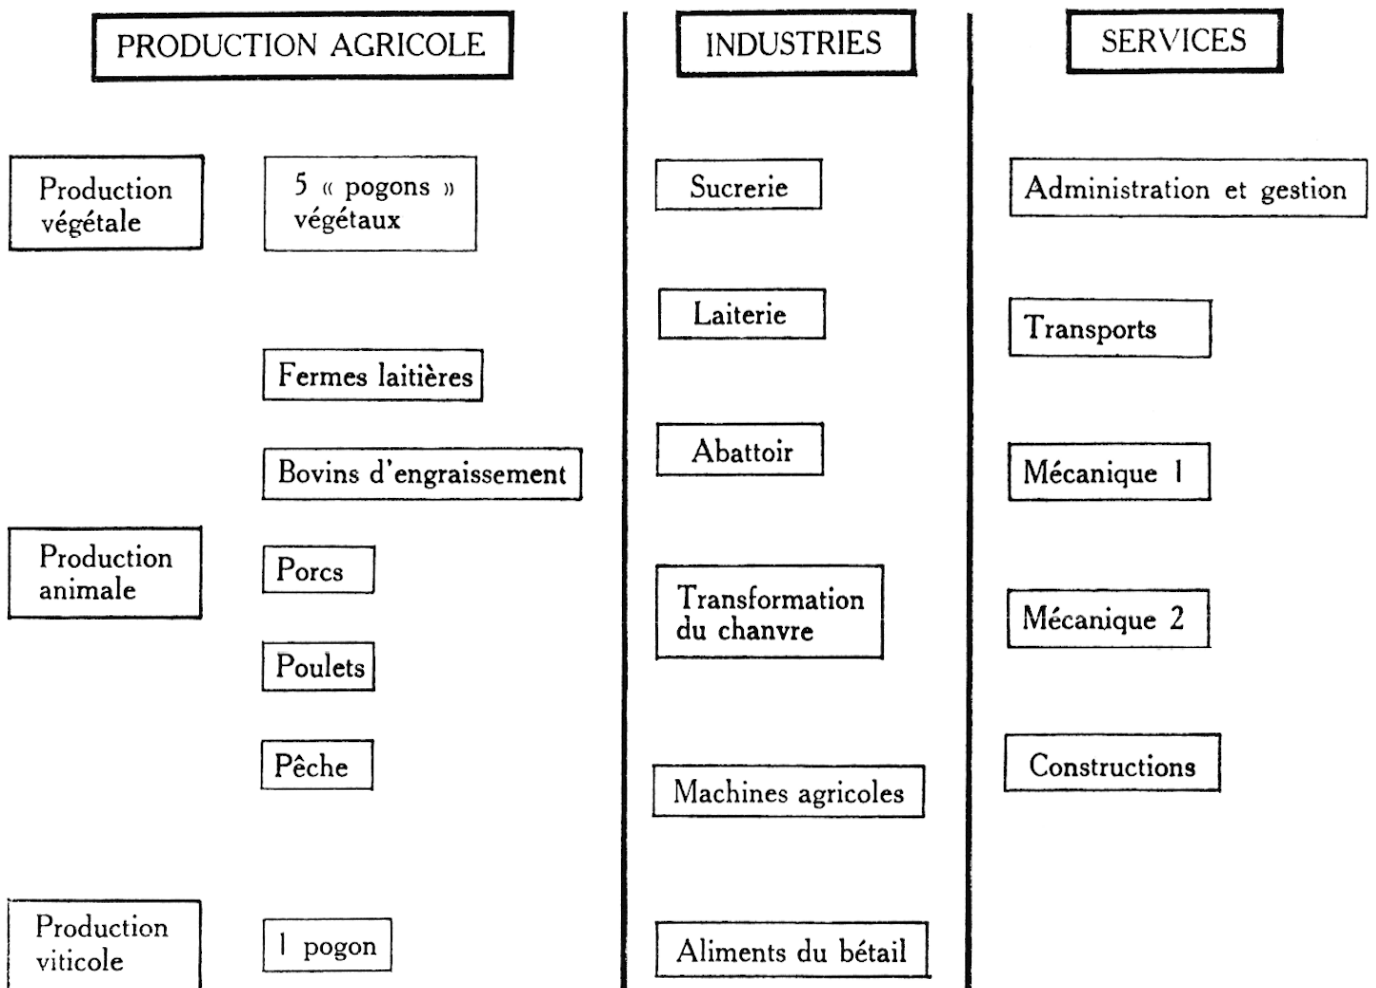 PRODUCTION AGRICOLE
Production
végétale
5 « pogons »
végétaux
Fermes laitières
Bovins d'engraissement
Production
animale
Porcs
Poulets
Pêche
Production
viticole
1 pogon
INDUSTRIES
Sucrerie
Laiterie
Abattoir
Transformation
du chanvre
Machines agricoles
Aliments du bétail
SERVICES
Administration et gestion
Transports
Mécanique 1
Mécanique 2
Constructions